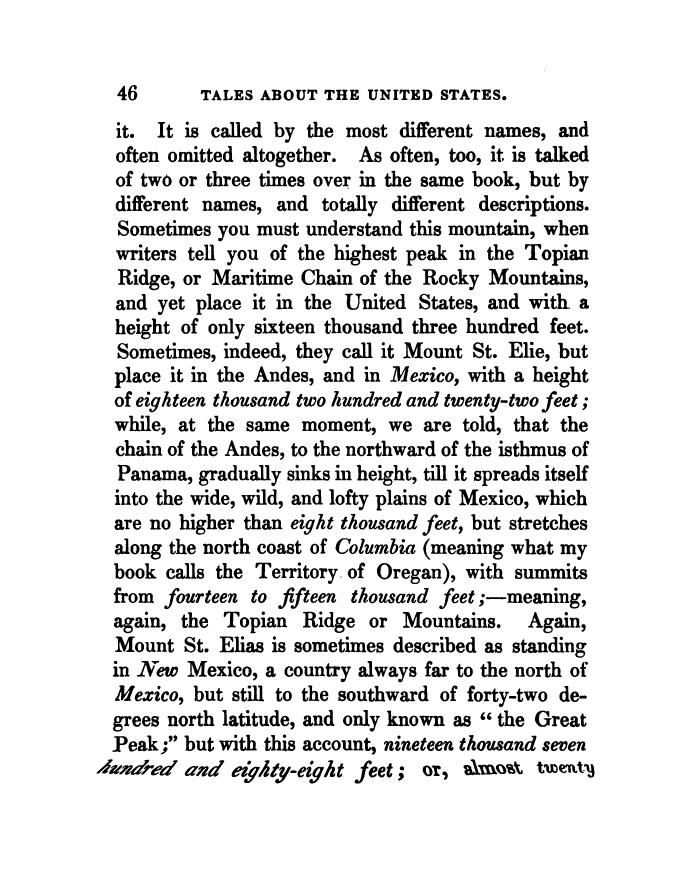 46 TALES ABOUT THE UNITED STATES.
it. It is called by the most different names, and
often omitted altogether. As often, too, it is talked
of two or three times over in the same book, but by
different names, and totally different descriptions.
Sometimes you must understand this mountain, when
writers tell you of the highest peak in the Topian
Ridge, or Maritime Chain of the Rocky Mountains,
and yet place it in the United States, and with a
height of only sixteen thousand three hundred feet.
Sometimes, indeed, they call it Mount St. Elie, but
place it in the Andes, and in Mexico, with a height
of eighteen thousand two hundred and twenty-two feet;
while, at the same moment, we are told, that the
chain of the Andes, to the northward of the isthmus of
Panama, gradually sinks in height, till it spreads itself
into the wide, wild, and lofty plains of Mexico, which
are no higher than eight thousand feet, but stretches
along the north coast of Columbia (meaning what my
book calls the Territory of Oregan), with summits
from fourteen to fifteen thousand feet;—meaning,
again, the Topian Ridge or Mountains. Again,
Mount St. Elias is sometimes described as standing
in New Mexico, a country always far to the north of
Mexico, but still to the southward of forty-two de-
grees north latitude, and only known as “the Great
Peak;” but with this account, nineteen thousand seven
hundred and eighty-eight feet; or, almost twenty